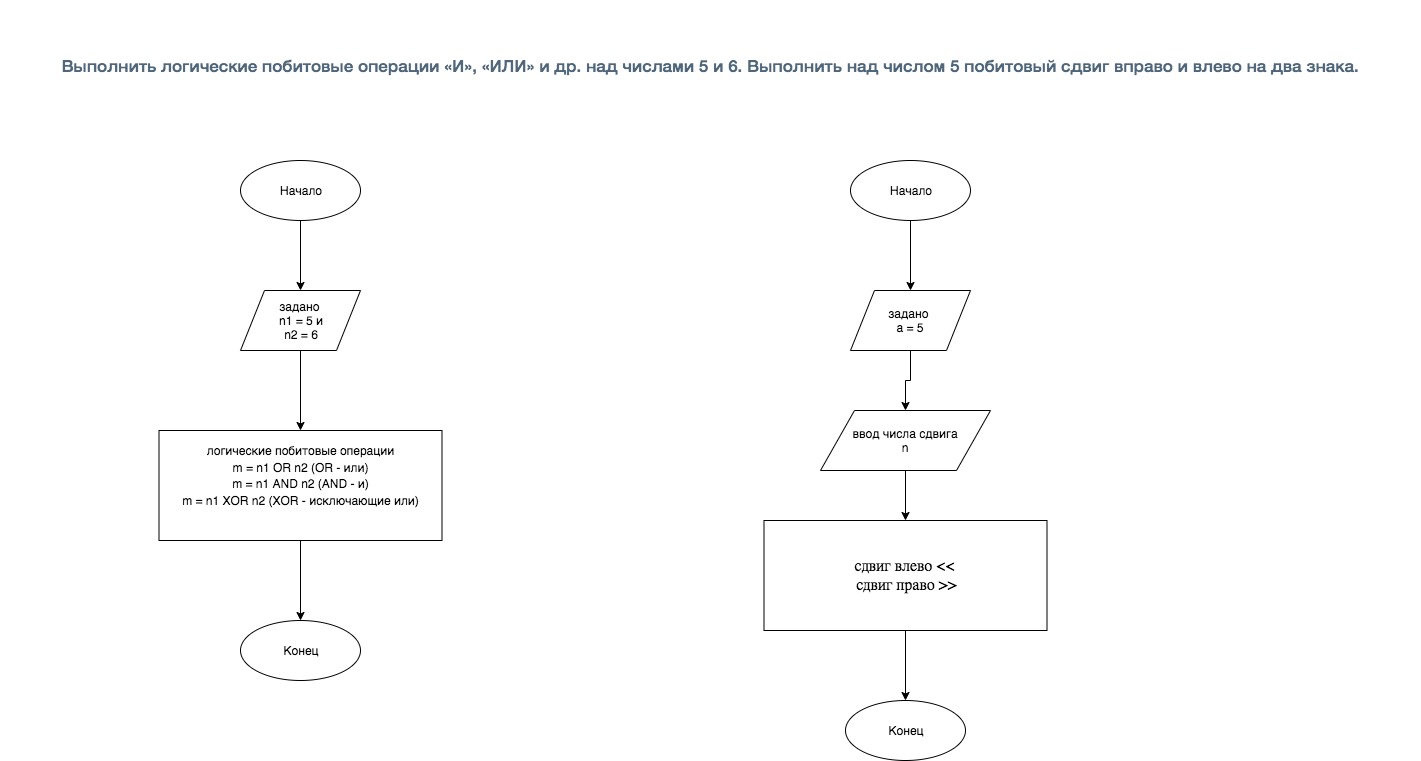 Выполнить логические побитовые операции «И», «ИЛИ» и др. над числами 5 и 6. Выполнить над числом 5 побитовый сдвиг вправо и влево на два знака.
Начало
задано
n1 = 5 и
n2 = 6
логические побитовые операции
m = n1 OR n2 (OR - или)
m = n1 AND n2 (AND - и)
m = n1 XOR n2 (XOR - исключающие или)
Конец
Начало
задано
a = 5
ввод числа сдвига
n
сдвиг влево <<
сдвиг право >>
Конец